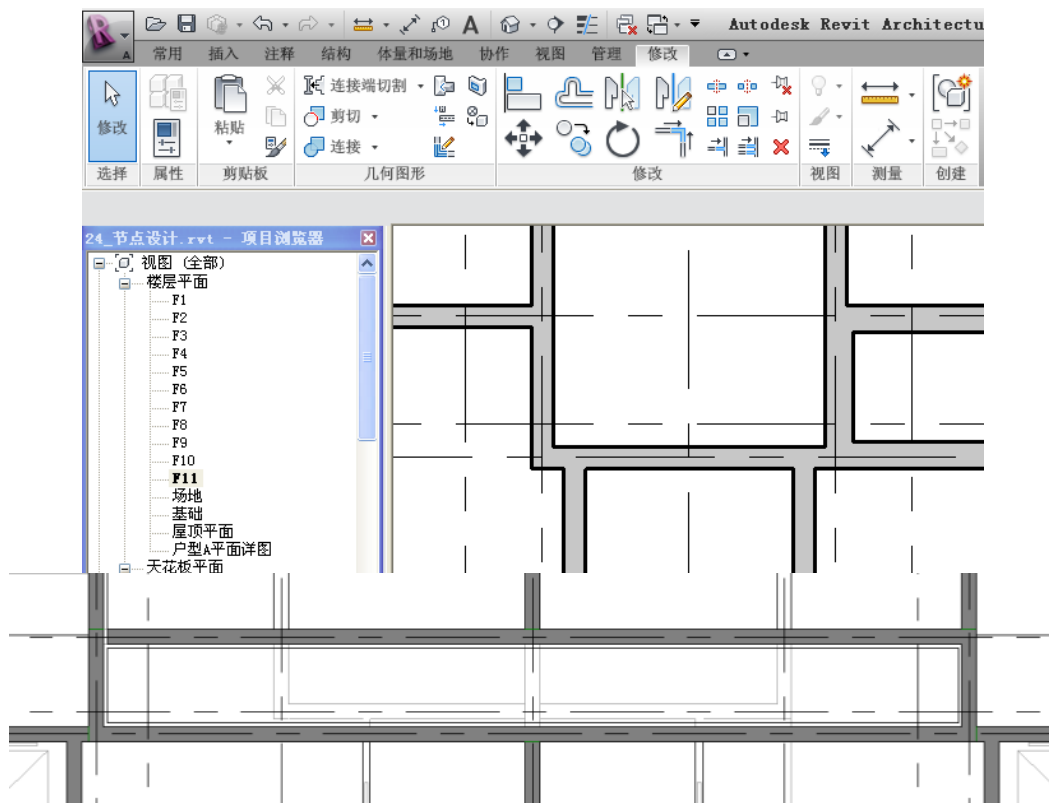 Autodesk Revit Architectu
常用 插入 注释 结构 体量和场地 协作 视图 管理 修改
连接端切割
修改 粘贴 剪切
连接
选择 属性 剪贴板 几何图形 修改 视图 测量 创建
24_节点设计.rvt - 项目浏览器
视图 (全部)
楼层平面
F1
F2
F3
F4
F5
F6
F7
F8
F9
F10
F11
场地
基础
屋顶平面
户型A平面详图
天花板平面